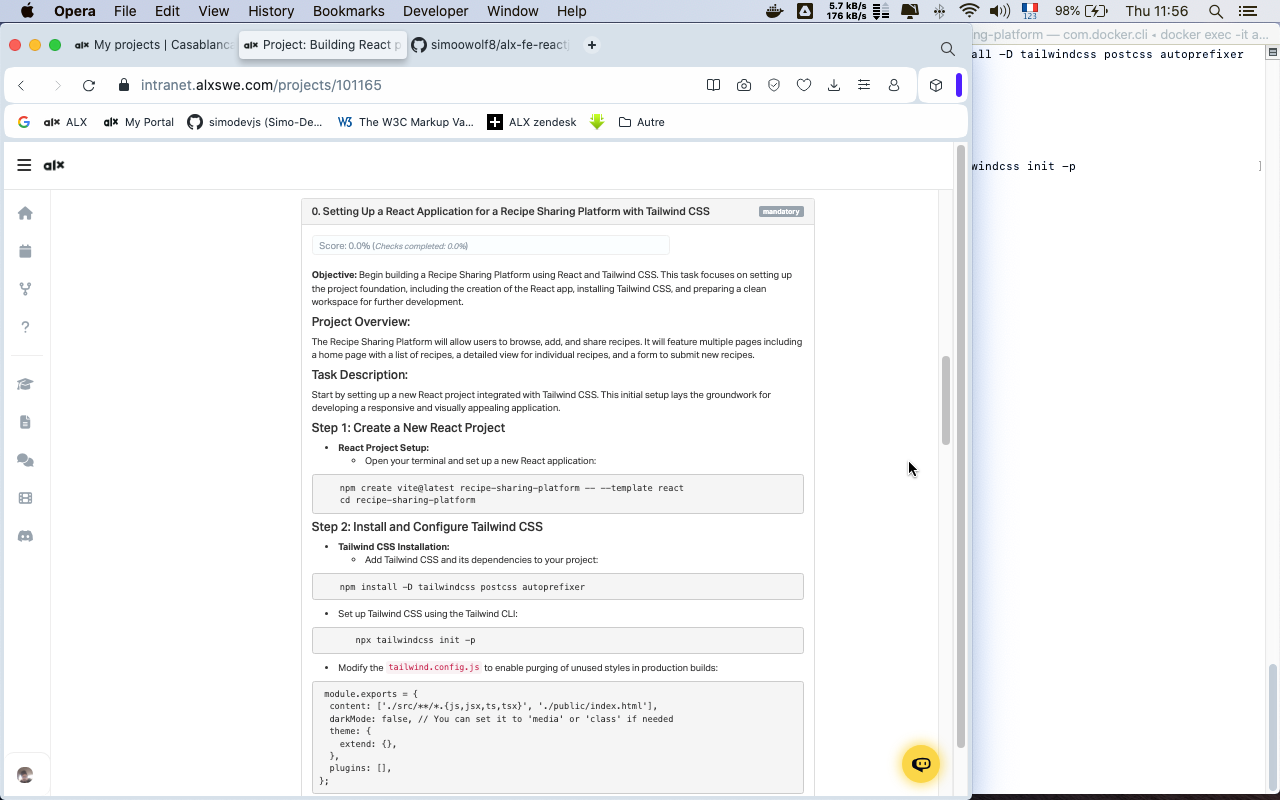 Opera File Edit View History Bookmarks Developer Window Help
5.7 kB/s
176 kB/s
123
98%
Thu 11:56
My projects | Casablanca
Project: Building React p
simoowolf8/alx-fe-reactj
ng-platform — com.docker.cli ◂ docker exec -it a...
intranet.alxswe.com/projects/101165
ALX
My Portal
simodevjs (Simo-De...
The W3C Markup Va...
ALX zendesk
Autre
all -D tailwindcss postcss autoprefixer
windcss init -p ]
alx
0. Setting Up a React Application for a Recipe Sharing Platform with Tailwind CSS
mandatory
Score: 0.0% (Checks completed: 0.0%)
Objective: Begin building a Recipe Sharing Platform using React and Tailwind CSS. This task focuses on setting up
the project foundation, including the creation of the React app, installing Tailwind CSS, and preparing a clean
workspace for further development.
Project Overview:
The Recipe Sharing Platform will allow users to browse, add, and share recipes. It will feature multiple pages including
a home page with a list of recipes, a detailed view for individual recipes, and a form to submit new recipes.
Task Description:
Start by setting up a new React project integrated with Tailwind CSS. This initial setup lays the groundwork for
developing a responsive and visually appealing application.
Step 1: Create a New React Project
• React Project Setup:
◦ Open your terminal and set up a new React application:
npm create vite@latest recipe-sharing-platform -- --template react
cd recipe-sharing-platform
Step 2: Install and Configure Tailwind CSS
• Tailwind CSS Installation:
◦ Add Tailwind CSS and its dependencies to your project:
npm install -D tailwindcss postcss autoprefixer
• Set up Tailwind CSS using the Tailwind CLI:
npx tailwindcss init -p
• Modify the tailwind.config.js to enable purging of unused styles in production builds:
module.exports = {
content: ['./src/**/*.{js,jsx,ts,tsx}', './public/index.html'],
darkMode: false, // You can set it to 'media' or 'class' if needed
theme: {
extend: {},
},
plugins: [],
};